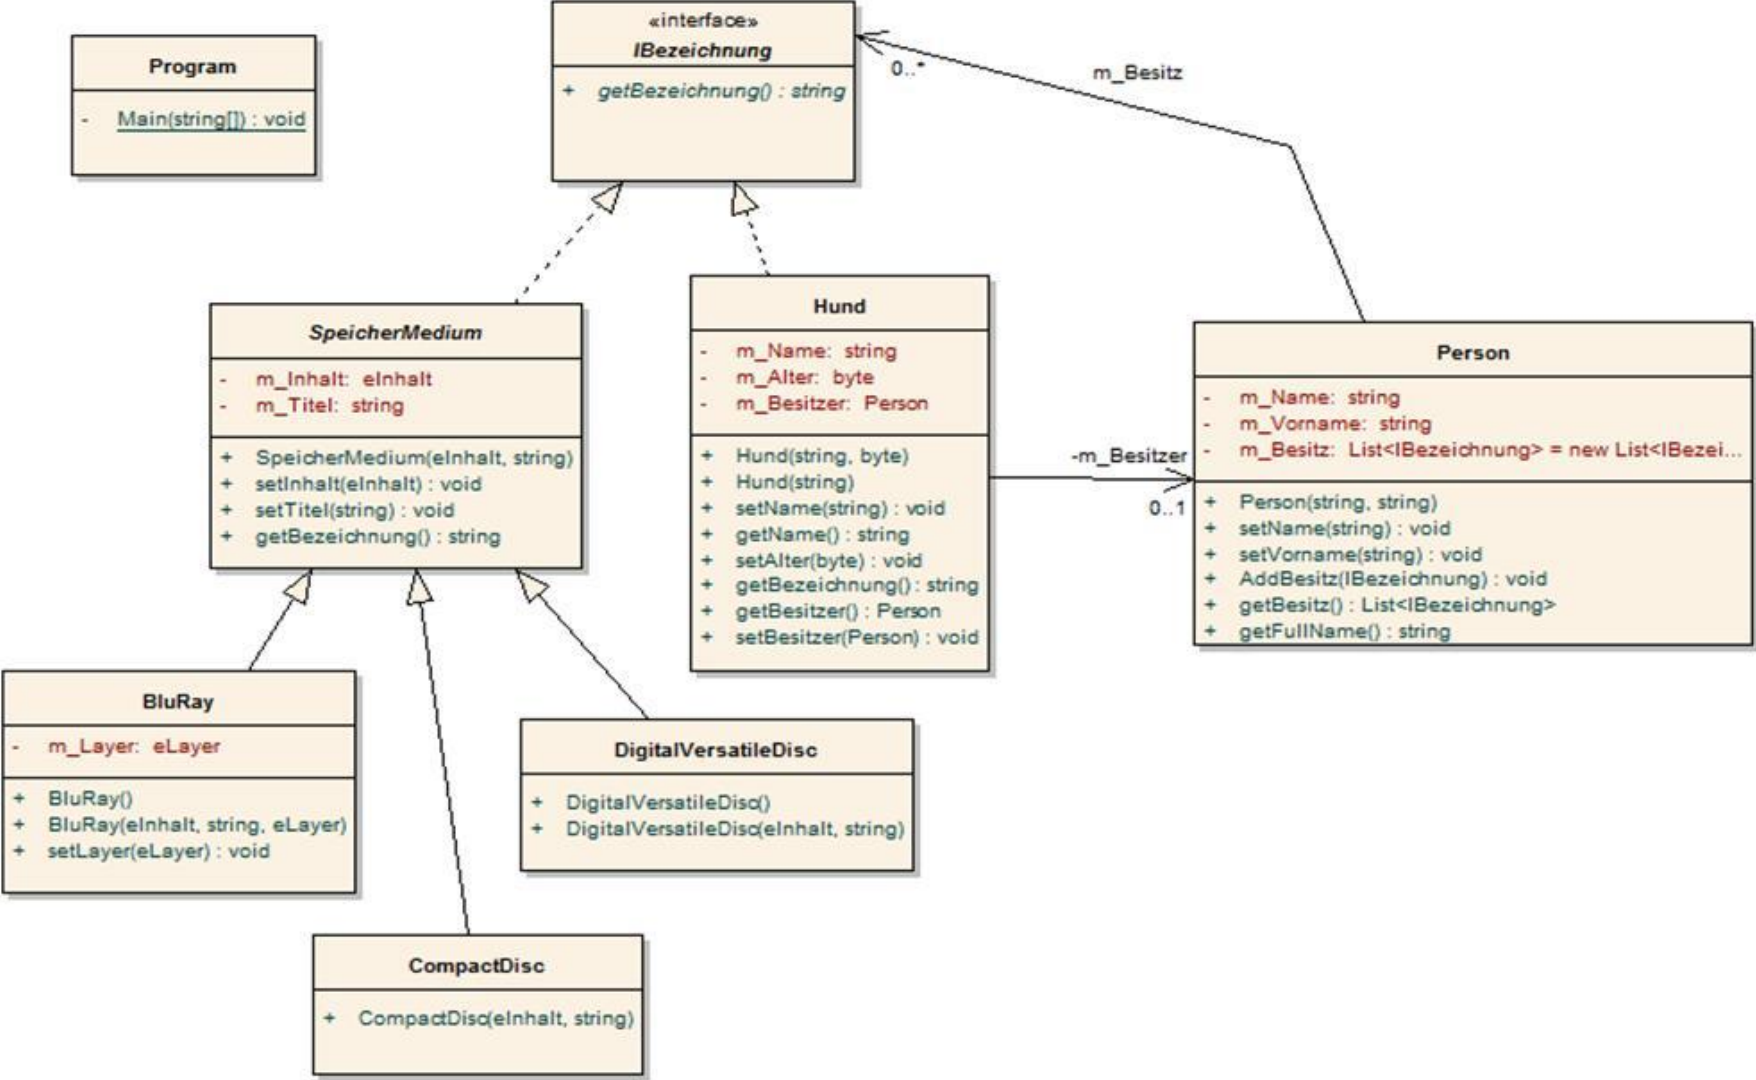 Program
- Main(string[]) : void
«interface»
IBezeichnung
+ getBezeichnung() : string
0..*
m_Besitz
SpeicherMedium
- m_Inhalt: eInhalt
- m_Titel: string
+ SpeicherMedium(eInhalt, string)
+ setInhalt(eInhalt) : void
+ setTitel(string) : void
+ getBezeichnung() : string
Hund
- m_Name: string
- m_Alter: byte
- m_Besitzer: Person
+ Hund(string, byte)
+ Hund(string)
+ setName(string) : void
+ getName() : string
+ setAlter(byte) : void
+ getBezeichnung() : string
+ getBesitzer() : Person
+ setBesitzer(Person) : void
-m_Besitzer
0..1
Person
- m_Name: string
- m_Vorname: string
- m_Besitz: List<IBezeichnung> = new List<IBezei...
+ Person(string, string)
+ setName(string) : void
+ setVorname(string) : void
+ AddBesitz(IBezeichnung) : void
+ getBesitz() : List<IBezeichnung>
+ getFullName() : string
BluRay
- m_Layer: eLayer
+ BluRay()
+ BluRay(eInhalt, string, eLayer)
+ setLayer(eLayer) : void
DigitalVersatileDisc
+ DigitalVersatileDisc()
+ DigitalVersatileDisc(eInhalt, string)
CompactDisc
+ CompactDisc(eInhalt, string)